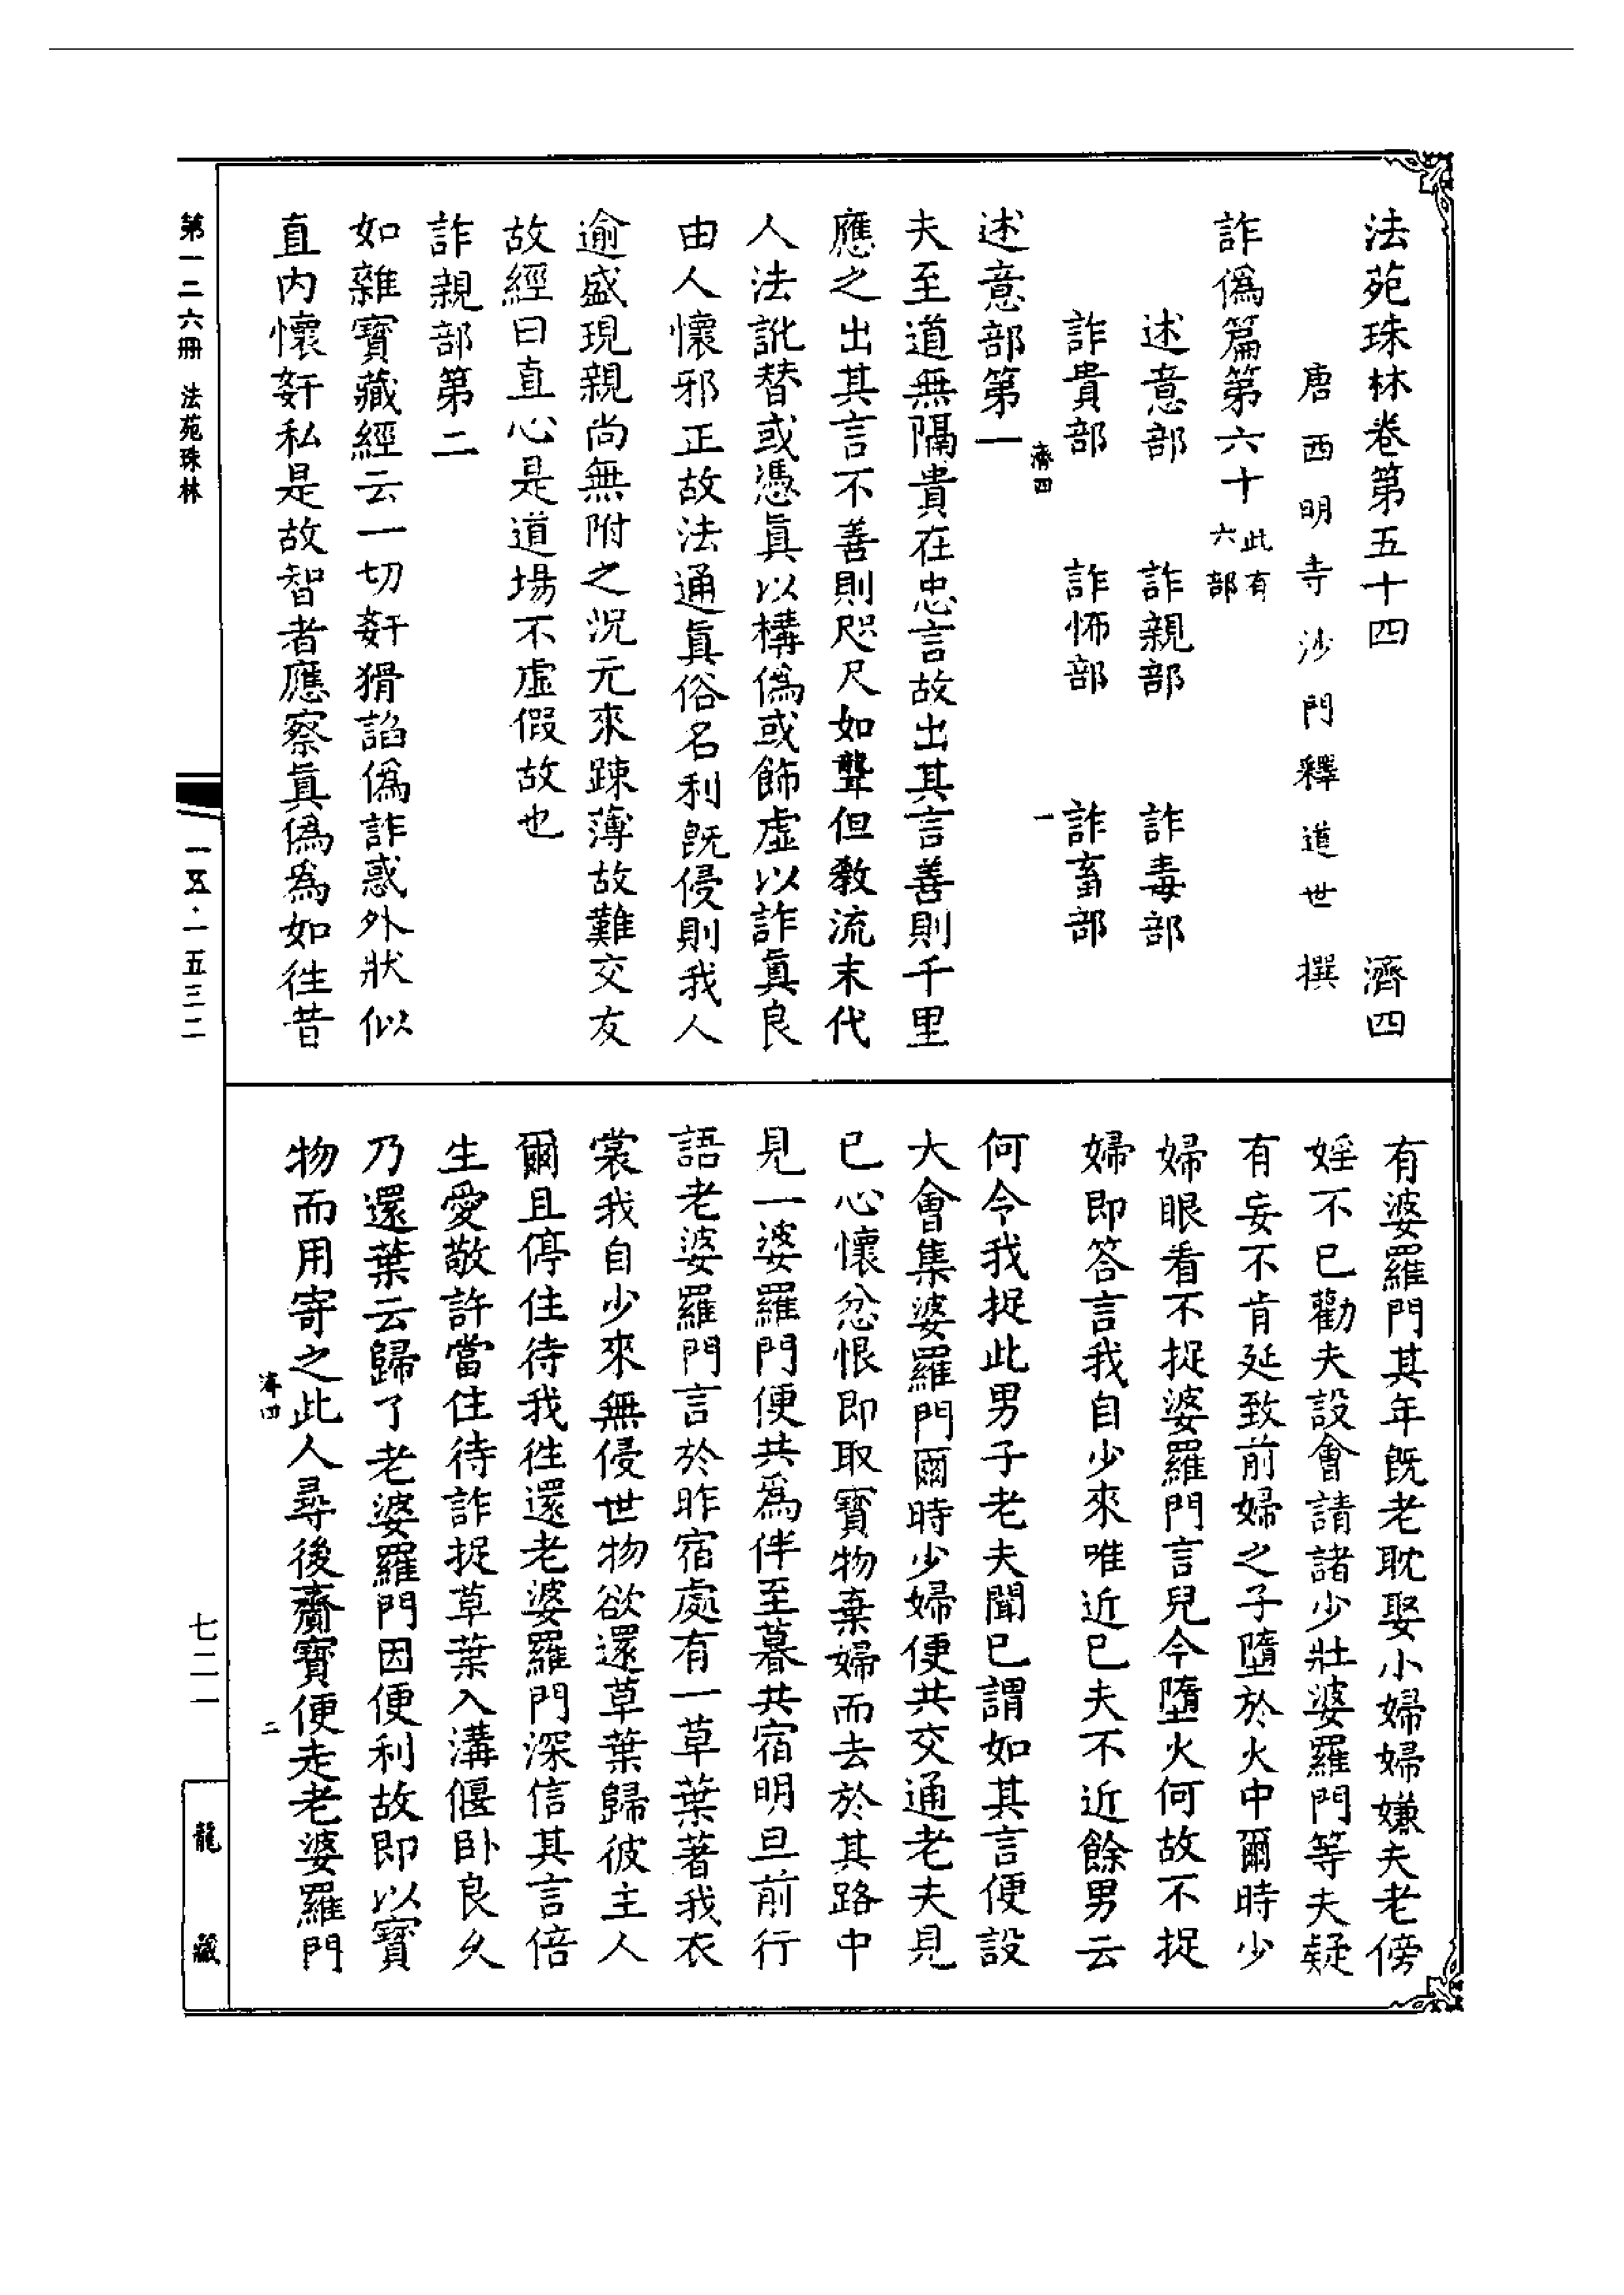 法苑珠林卷第五十四　濟四
唐西明寺沙門釋道世撰
詐僞篇第六十此有六部
述意部　詐親部　詐毒部
詐貴部　詐怖部　詐畜部
濟四　一
述意部第一
夫至道無隔貴在忠言故出其言善則千里
應之出其言不善則咫尺如聾但教流末代
人法訛替或憑眞以構僞或飾虛以詐眞良
由人懷邪正故法通眞俗名利旣侵則我人
逾盛現親尚無附之況元來踈薄故難交友
故經曰直心是道場不虛假故也
詐親部第二
如雜寶藏經云一切姧猾諂僞詐惑外狀似
直内懷姧私是故智者應察眞僞爲如往昔
有婆羅門其年旣老耽娶小婦婦嫌夫老傍
婬不已勸夫設會請諸少壯婆羅門等夫疑
有妄不肯延致前婦之子墮於火中爾時少
婦眼看不捉婆羅門言兒今墮火何故不捉
婦即答言我自少來唯近已夫不近餘男云
何令我捉此男子老夫聞已謂如其言便設
大會集婆羅門爾時少婦便共交通老夫見
已心懷忿恨即取寶物棄婦而去於其路中
見一婆羅門便共爲伴至暮共宿明旦前行
語老婆羅門言於昨宿處有一草葉著我衣
裳我自少來無侵世物欲還草葉歸彼主人
爾且停住待我往還老婆羅門深信其言倍
生愛敬許當住待詐捉草葉入溝偃卧良久
乃還葉云歸了老婆羅門因便利故即以寶
物而用寄之此人尋後齎寶便走老婆羅門
濟四　二
第一二六冊　法苑珠林
一五·一五三二
七二一
龍藏